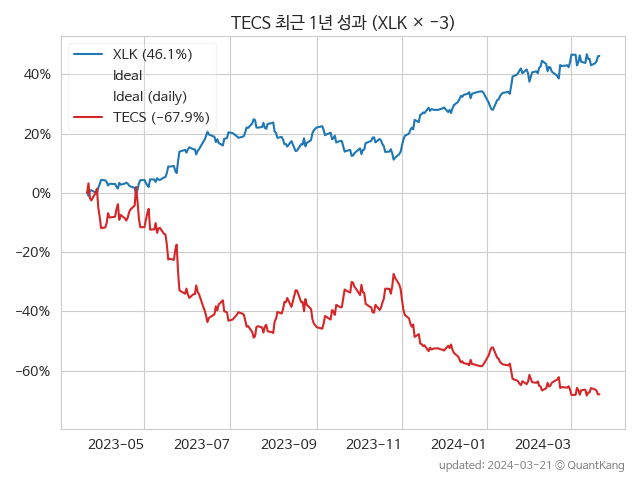 TECS 최근 1년 성과 (XLK × −3)
XLK (46.1%)
Ideal
Ideal (daily)
TECS (−67.9%)
40%
20%
0%
−20%
−40%
−60%
2023-05
2023-07
2023-09
2023-11
2024-01
2024-03
updated: 2024-03-21 © QuantKang